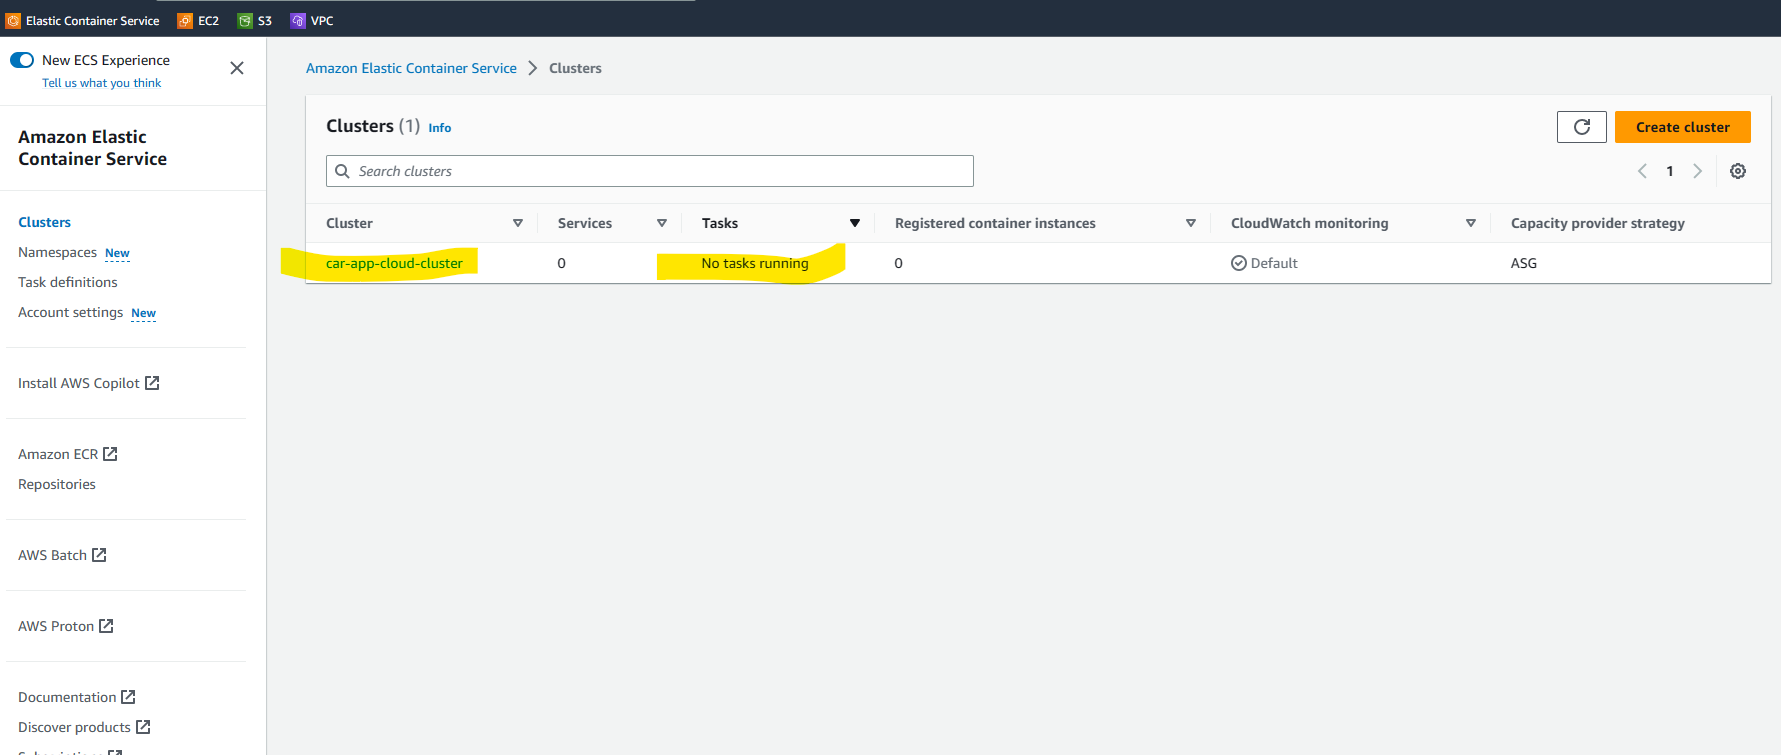 Elastic Container Service EC2 S3 VPC
New ECS Experience
Tell us what you think
Amazon Elastic
Container Service
Clusters
Namespaces New
Task definitions
Account settings New
Install AWS Copilot
Amazon ECR
Repositories
AWS Batch
AWS Proton
Documentation
Discover products
Amazon Elastic Container Service Clusters
Clusters (1) Info
Create cluster
Search clusters
1
Cluster Services Tasks Registered container instances CloudWatch monitoring Capacity provider strategy
car-app-cloud-cluster 0 No tasks running 0 Default ASG